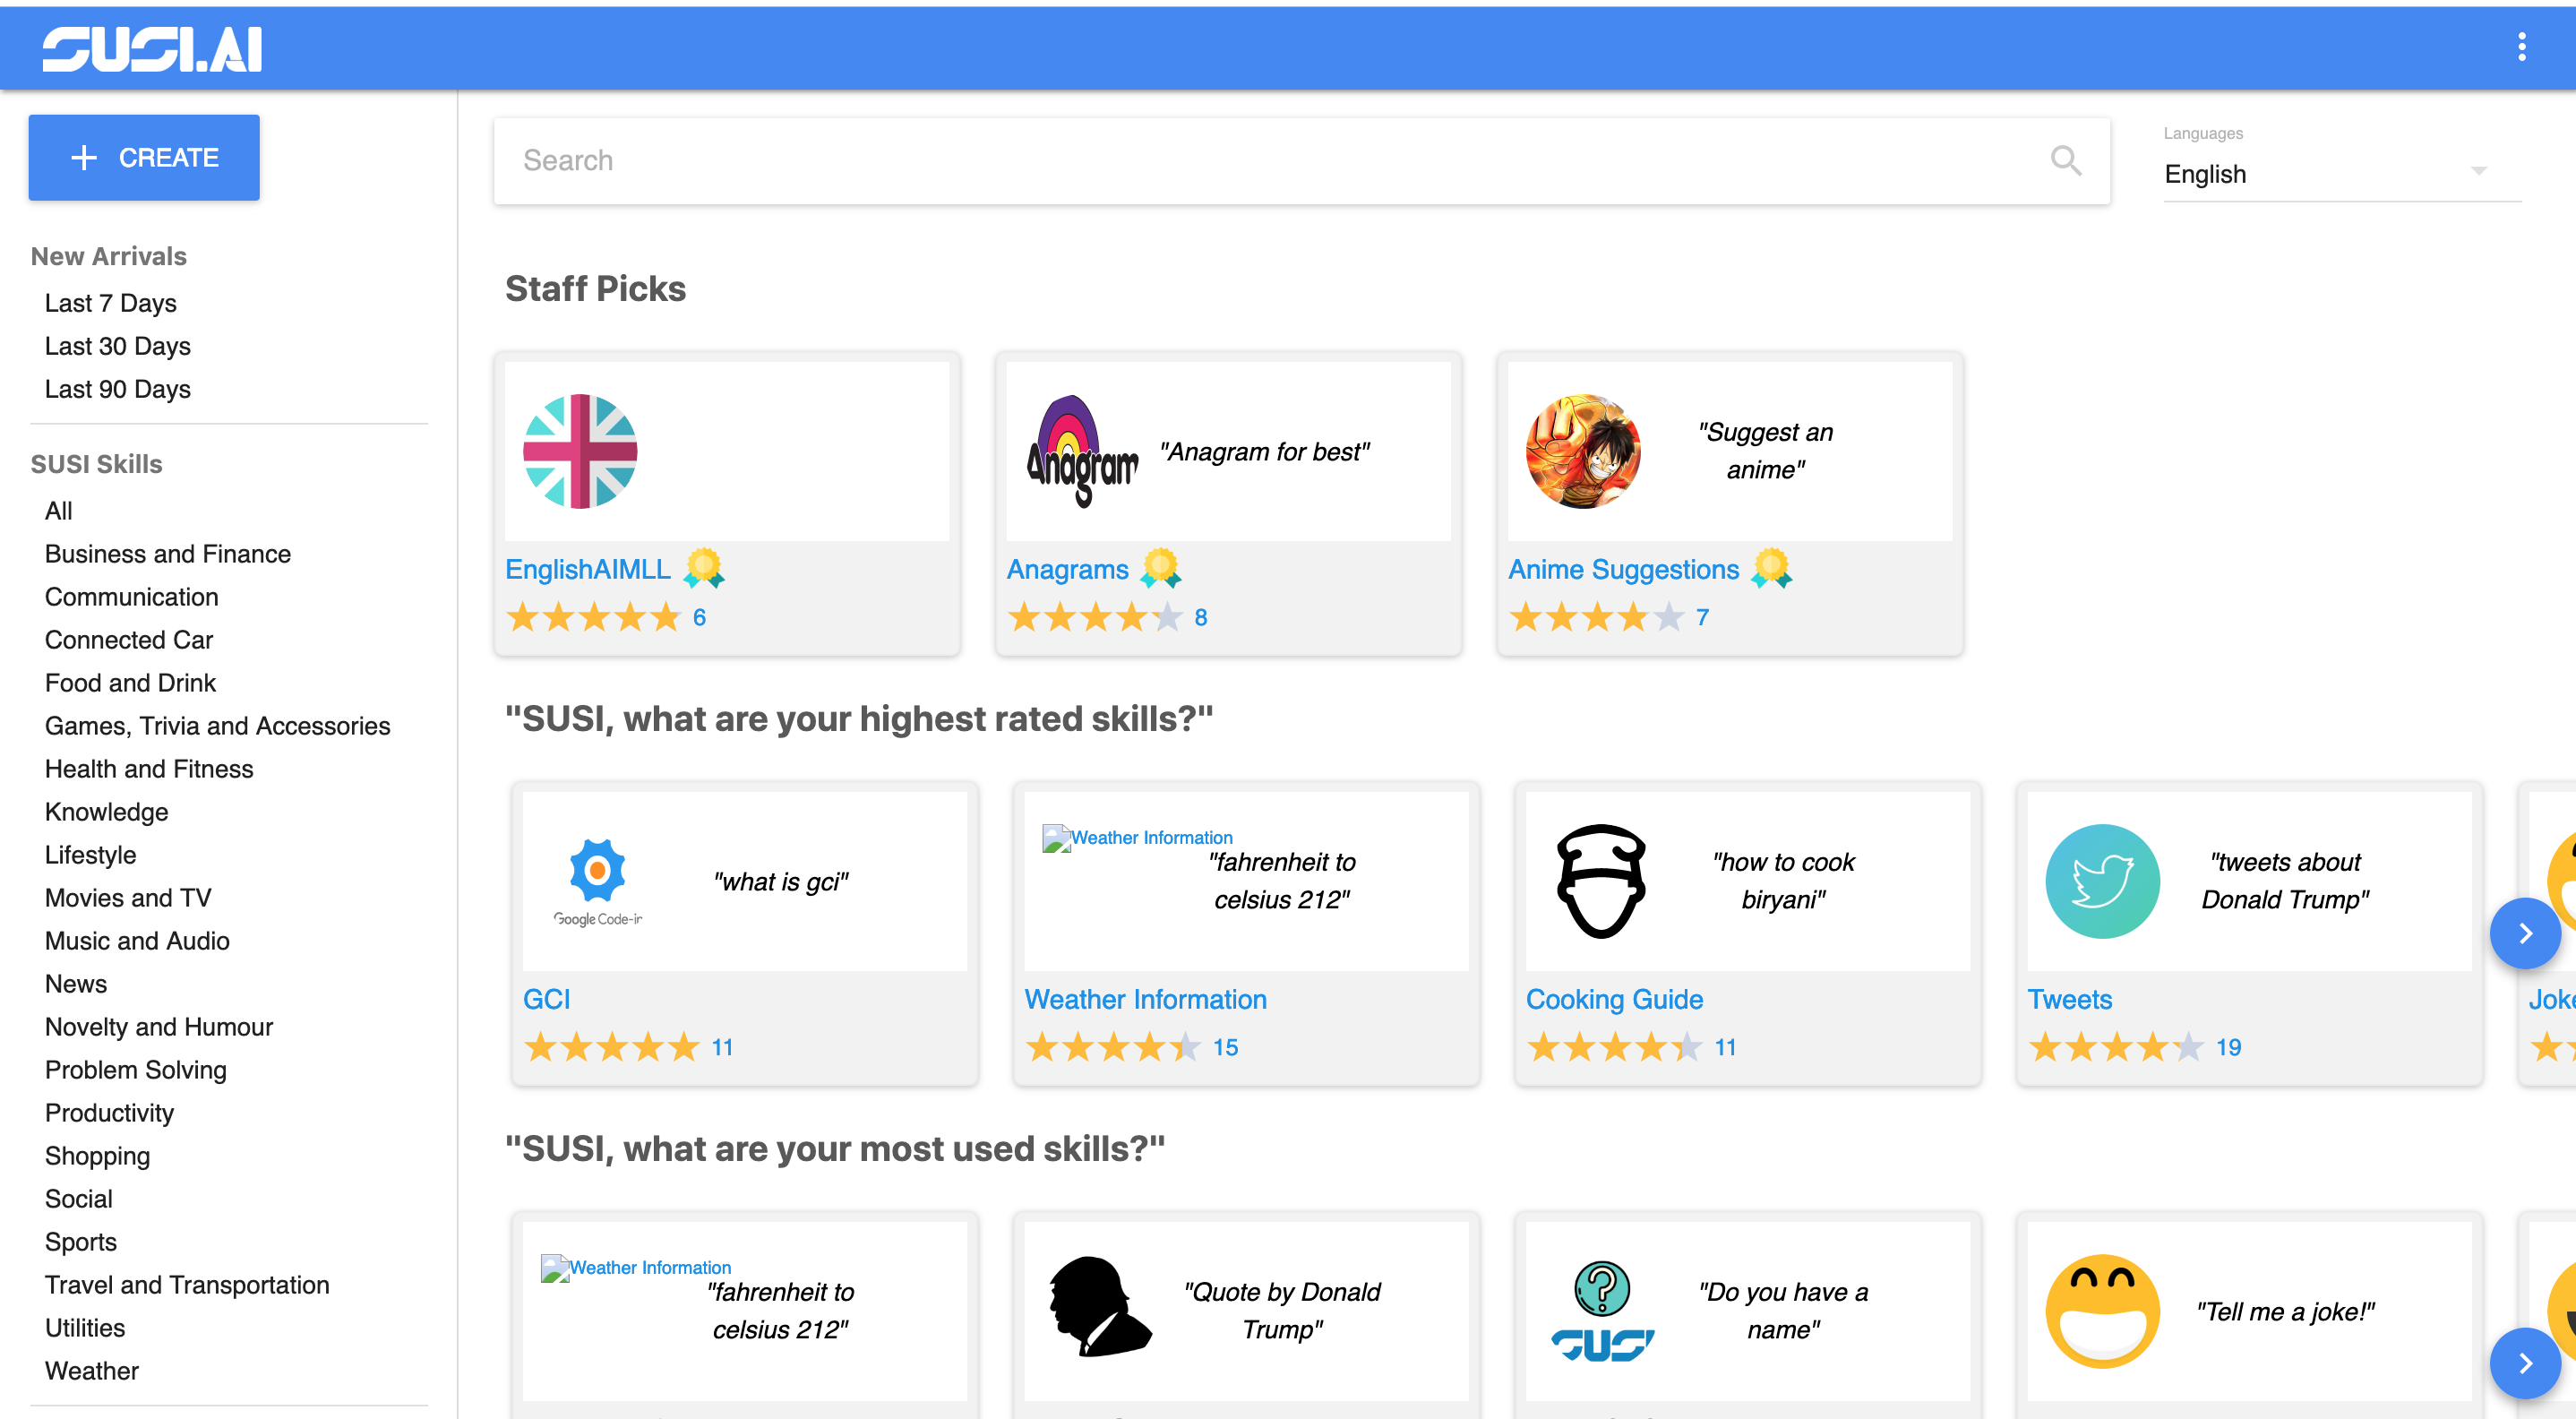 SUSI.AI
CREATE
Search
Languages
English
New Arrivals
Last 7 Days
Last 30 Days
Last 90 Days
SUSI Skills
All
Business and Finance
Communication
Connected Car
Food and Drink
Games, Trivia and Accessories
Health and Fitness
Knowledge
Lifestyle
Movies and TV
Music and Audio
News
Novelty and Humour
Problem Solving
Productivity
Shopping
Social
Sports
Travel and Transportation
Utilities
Weather
Staff Picks
EnglishAIMLL
6
Anagram
"Anagram for best"
Anagrams
8
"Suggest an
anime"
Anime Suggestions
7
"SUSI, what are your highest rated skills?"
Google Code-in
"what is gci"
GCI
11
Weather Information
"fahrenheit to
celsius 212"
Weather Information
15
"how to cook
biryani"
Cooking Guide
11
"tweets about
Donald Trump"
Tweets
19
Joke
"SUSI, what are your most used skills?"
Weather Information
"fahrenheit to
celsius 212"
"Quote by Donald
Trump"
?
SUSI
"Do you have a
name"
"Tell me a joke!"